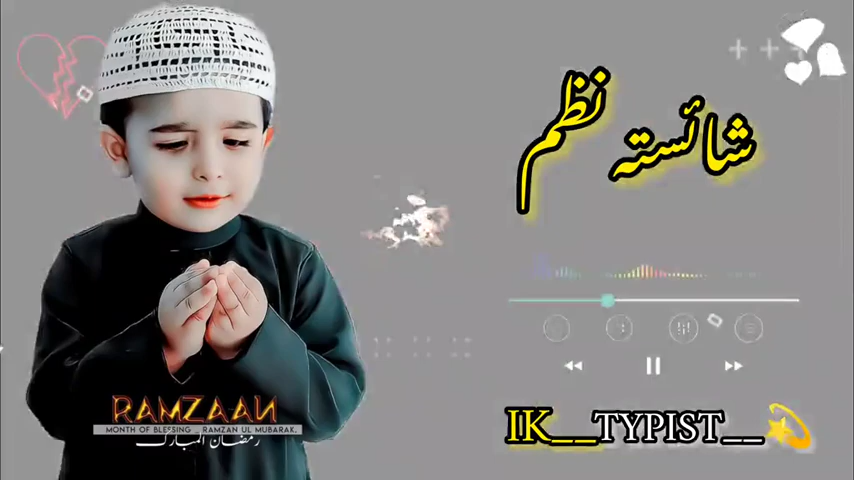 شائستہ نظم
RAMZAAN
MONTH OF BLESSING _ RAMZAN UL MUBARAK.
رمضان المبارک
IK__TYPIST__💫